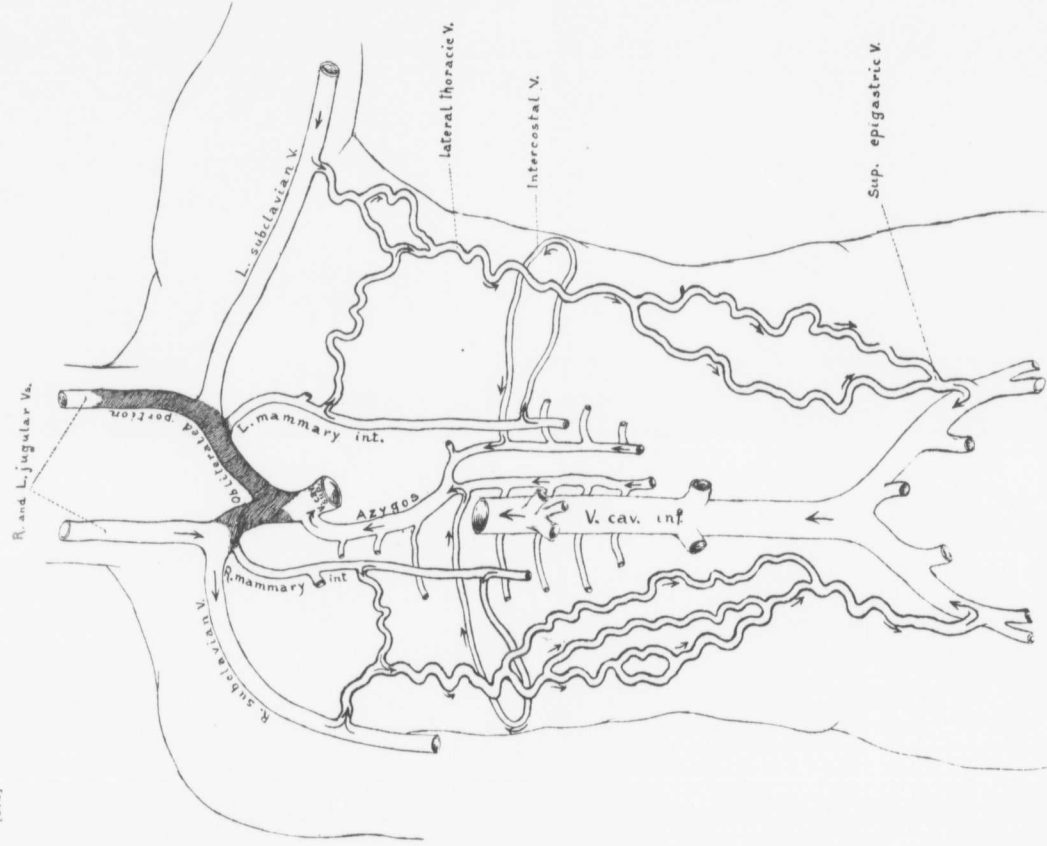 R. and L. jugular Vs.
Obliterated portion
L. subclavian V.
Lateral thoracic V.
Intercostal V.
Sup. epigastric V.
L. mammary int.
Azygos
V. cav. inf.
R. mammary int
R. subclavian V.